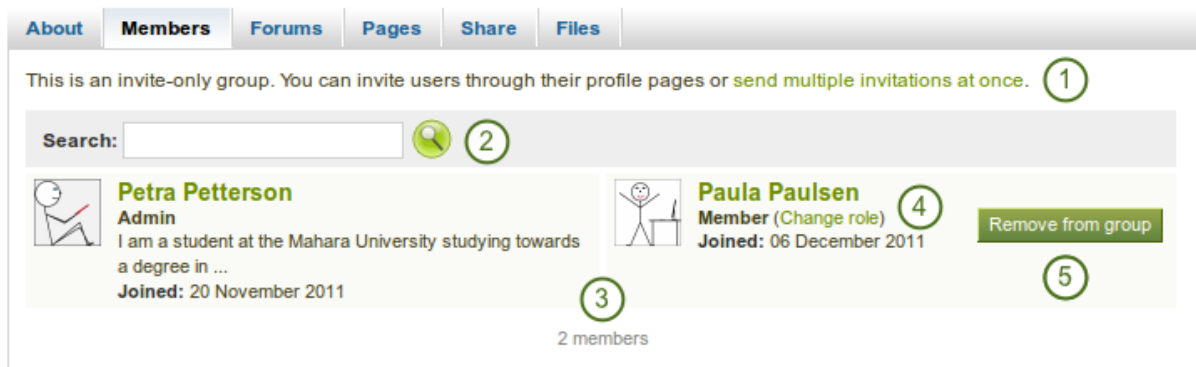 About Members Forums Pages Share Files
This is an invite-only group. You can invite users through their profile pages or send multiple invitations at once. 1
Search: 2
Petra Petterson
Admin
I am a student at the Mahara University studying towards
a degree in ...
Joined: 20 November 2011
Paula Paulsen
Member (Change role) 4
Joined: 06 December 2011
Remove from group
5
3
2 members